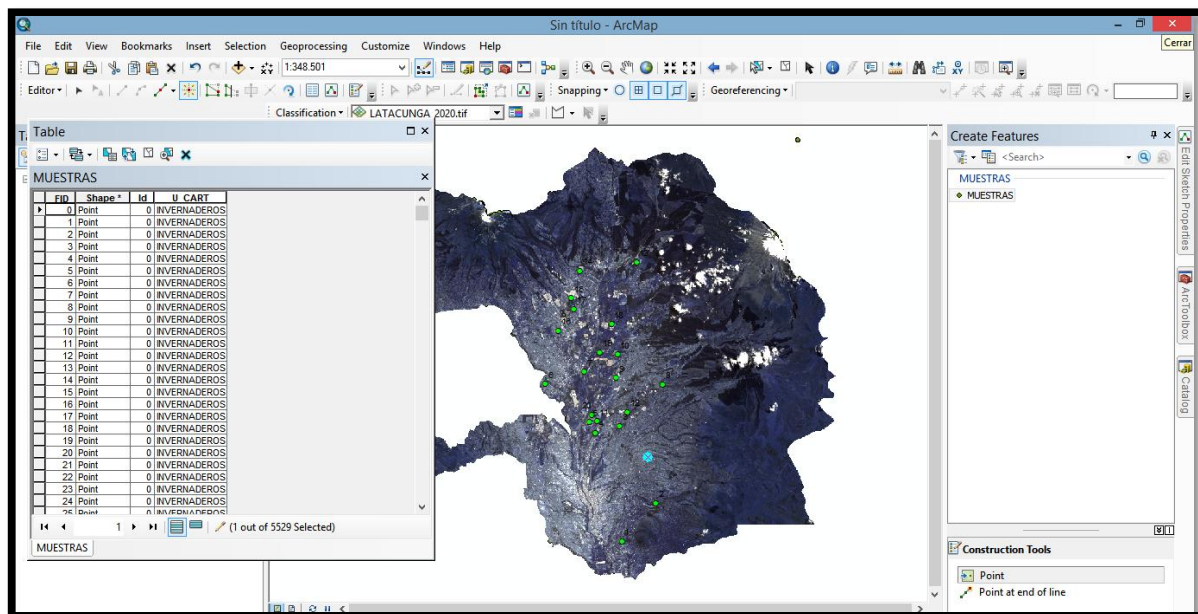 Sin título - ArcMap
Cerrar
File Edit View Bookmarks Insert Selection Geoprocessing Customize Windows Help
1:348.501
Editor Snapping Georeferencing
Classification LATACUNGA_2020.tif
Table
MUESTRAS
FID Shape * Id U_CART
0 Point 0 INVERNADEROS
1 Point 0 INVERNADEROS
2 Point 0 INVERNADEROS
3 Point 0 INVERNADEROS
4 Point 0 INVERNADEROS
5 Point 0 INVERNADEROS
6 Point 0 INVERNADEROS
7 Point 0 INVERNADEROS
8 Point 0 INVERNADEROS
9 Point 0 INVERNADEROS
10 Point 0 INVERNADEROS
11 Point 0 INVERNADEROS
12 Point 0 INVERNADEROS
13 Point 0 INVERNADEROS
14 Point 0 INVERNADEROS
15 Point 0 INVERNADEROS
16 Point 0 INVERNADEROS
17 Point 0 INVERNADEROS
18 Point 0 INVERNADEROS
19 Point 0 INVERNADEROS
20 Point 0 INVERNADEROS
21 Point 0 INVERNADEROS
22 Point 0 INVERNADEROS
23 Point 0 INVERNADEROS
24 Point 0 INVERNADEROS
25 Point 0 INVERNADEROS
1 (1 out of 5529 Selected)
MUESTRAS
Create Features
<Search>
MUESTRAS
MUESTRAS
Construction Tools
Point
Point at end of line
Edit Sketch Properties
ArcToolbox
Catalog